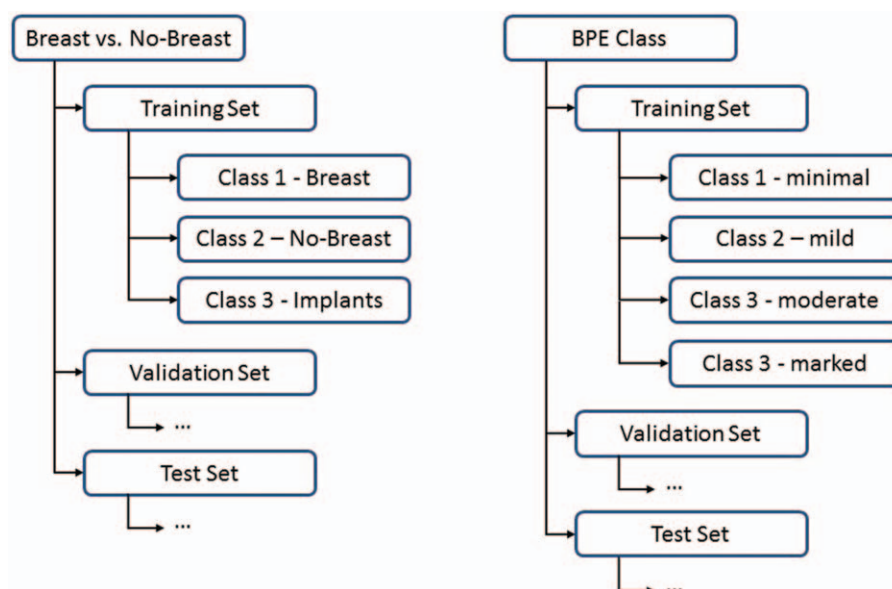 Breast vs. No-Breast
Training Set
Class 1 - Breast
Class 2 – No-Breast
Class 3 - Implants
Validation Set
...
Test Set
...
BPE Class
Training Set
Class 1 - minimal
Class 2 – mild
Class 3 - moderate
Class 3 - marked
Validation Set
...
Test Set
...